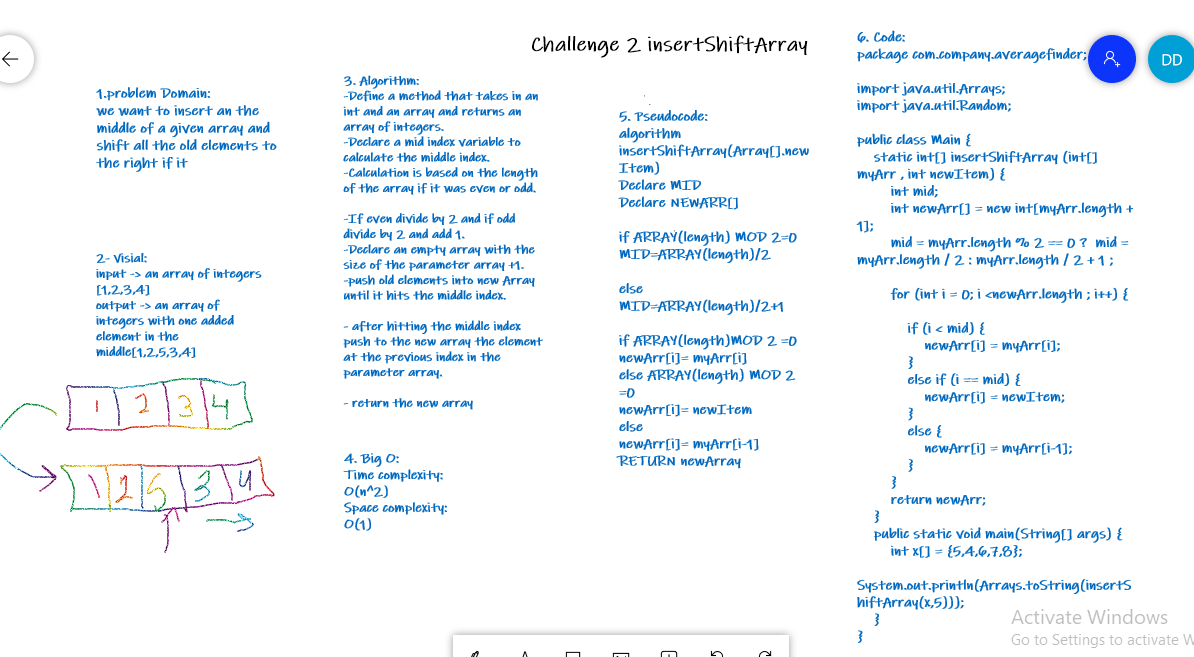 Challenge 2 insertShiftArray
DD
1.problem Domain:
we want to insert an the
middle of a given array and
shift all the old elements to
the right if it
2- Visial:
input -> an array of integers
[1,2,3,4]
output -> an array of
integers with one added
element in the
middle[1,2,5,3,4]
1 2 3 4
1 2 5 3 4
3. Algorithm:
-Define a method that takes in an
int and an array and returns an
array of integers.
-Declare a mid index variable to
calculate the middle index.
-Calculation is based on the length
of the array if it was even or odd.
-If even divide by 2 and if odd
divide by 2 and add 1.
-Declare an empty array with the
size of the parameter array +1.
-push old elements into new Array
until it hits the middle index.
- after hitting the middle index
push to the new array the element
at the previous index in the
parameter array.
- return the new array
4. Big O:
Time complexity:
O(n^2)
Space complexity:
O(1)
5. Pseudocode:
algorithm
insertShiftArray(Array[].new
Item)
Declare MID
Declare NEWARR[]
if ARRAY(length) MOD 2=0
MID=ARRAY(length)/2
else
MID=ARRAY(length)/2+1
if ARRAY(length)MOD 2 =0
newArr[i]= myArr[i]
else ARRAY(length) MOD 2
=0
newArr[i]= newItem
else
newArr[i]= myArr[i-1]
RETURN newArray
6. Code:
package com.company.averagefinder;
import java.util.Arrays;
import java.util.Random;
public class Main {
static int[] insertShiftArray (int[]
myArr , int newItem) {
int mid;
int newArr[] = new int[myArr.length +
1];
mid = myArr.length % 2 == 0 ? mid =
myArr.length / 2 : myArr.length / 2 + 1 ;
for (int i = 0; i <newArr.length ; i++) {
if (i < mid) {
newArr[i] = myArr[i];
}
else if (i == mid) {
newArr[i] = newItem;
}
else {
newArr[i] = myArr[i-1];
}
}
return newArr;
}
public static void main(String[] args) {
int x[] = {5,4,6,7,8};
System.out.println(Arrays.toString(insertS
hiftArray(x,5)));
}
}
Activate Windows
Go to Settings to activate W